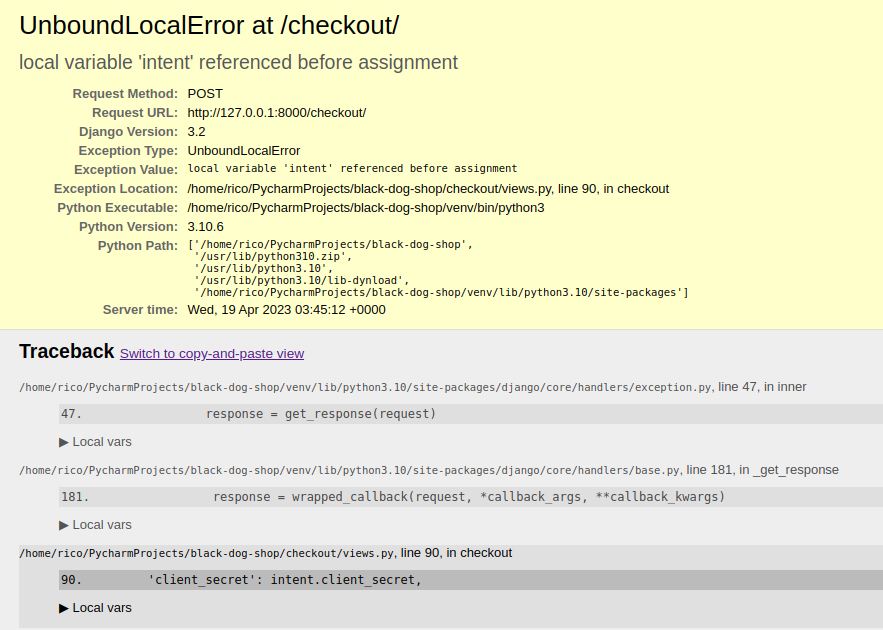 UnboundLocalError at /checkout/
local variable 'intent' referenced before assignment
Request Method: POST
Request URL: http://127.0.0.1:8000/checkout/
Django Version: 3.2
Exception Type: UnboundLocalError
Exception Value: local variable 'intent' referenced before assignment
Exception Location: /home/rico/PycharmProjects/black-dog-shop/checkout/views.py, line 90, in checkout
Python Executable: /home/rico/PycharmProjects/black-dog-shop/venv/bin/python3
Python Version: 3.10.6
Python Path: ['/home/rico/PycharmProjects/black-dog-shop',
'/usr/lib/python310.zip',
'/usr/lib/python3.10',
'/usr/lib/python3.10/lib-dynload',
'/home/rico/PycharmProjects/black-dog-shop/venv/lib/python3.10/site-packages']
Server time: Wed, 19 Apr 2023 03:45:12 +0000
Traceback Switch to copy-and-paste view
/home/rico/PycharmProjects/black-dog-shop/venv/lib/python3.10/site-packages/django/core/handlers/exception.py, line 47, in inner
47. response = get_response(request)
▶ Local vars
/home/rico/PycharmProjects/black-dog-shop/venv/lib/python3.10/site-packages/django/core/handlers/base.py, line 181, in _get_response
181. response = wrapped_callback(request, *callback_args, **callback_kwargs)
▶ Local vars
/home/rico/PycharmProjects/black-dog-shop/checkout/views.py, line 90, in checkout
90. 'client_secret': intent.client_secret,
▶ Local vars